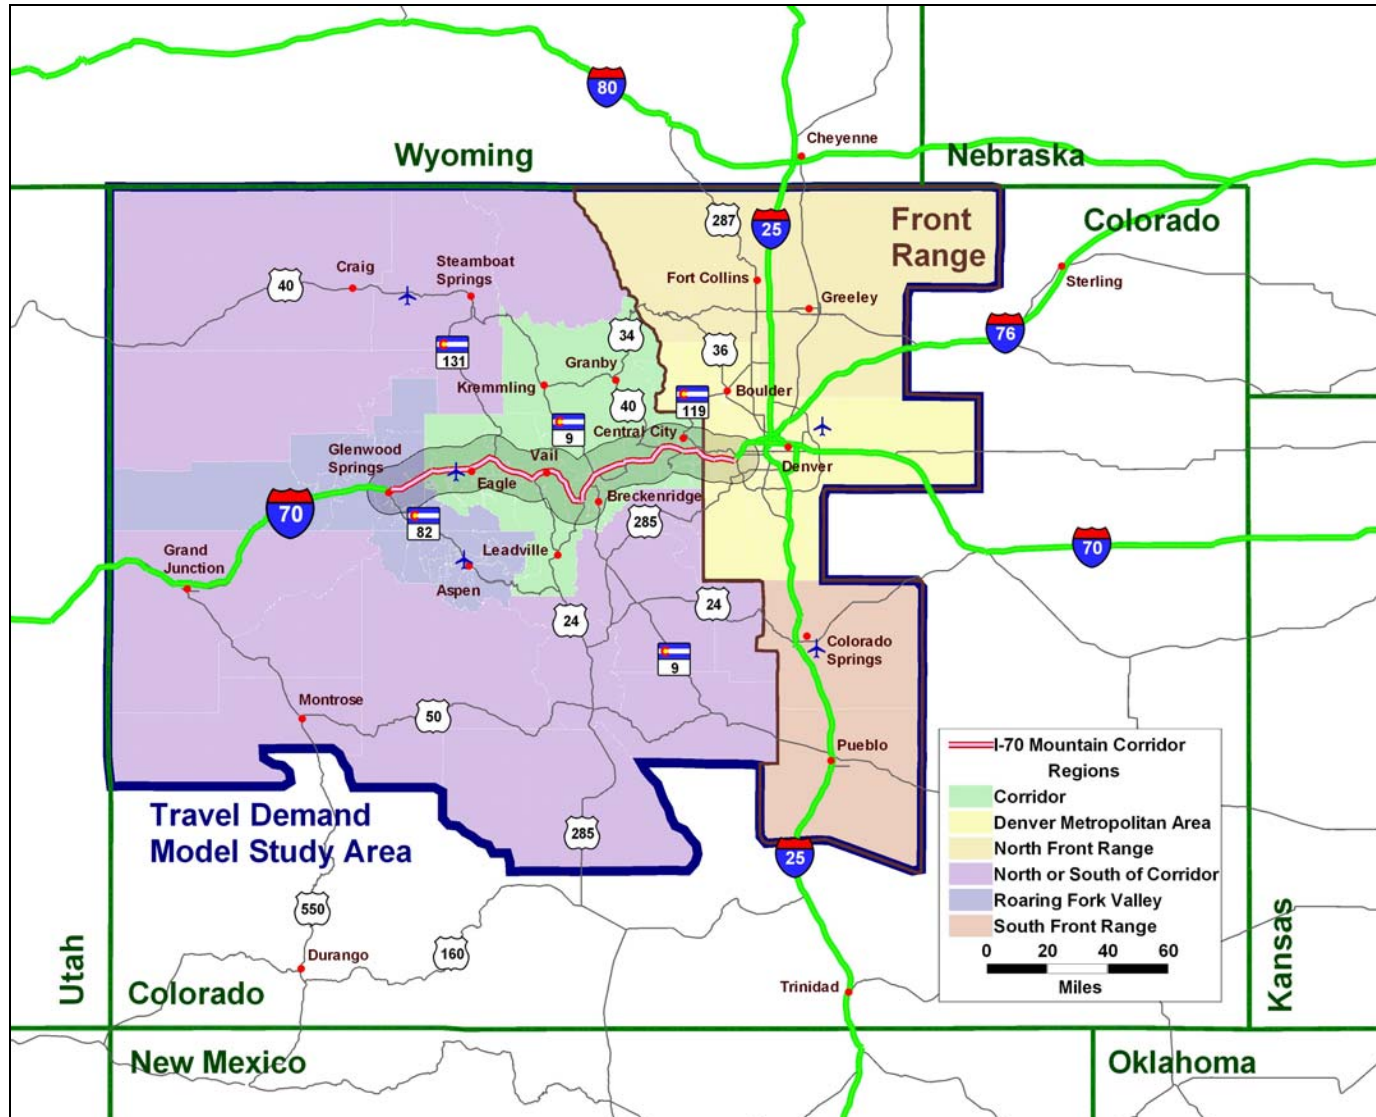 80
Cheyenne
Wyoming
Nebraska
287
25
Front
Range
Colorado
Craig
Steamboat
Springs
40
Fort Collins
Greeley
Sterling
76
34
36
131
Granby
Kremmling
Boulder
40
119
9
Central City
Glenwood
Springs
Vail
Denver
Eagle
70
Breckenridge
82
285
Grand
Junction
Leadville
70
Aspen
24
24
Colorado
Springs
9
Montrose
50
Pueblo
I-70 Mountain Corridor
Regions
Corridor
Denver Metropolitan Area
North Front Range
North or South of Corridor
Roaring Fork Valley
South Front Range
0 20 40 60
Miles
Travel Demand
Model Study Area
285
25
550
Durango
160
Utah
Colorado
Trinidad
Kansas
New Mexico
Oklahoma